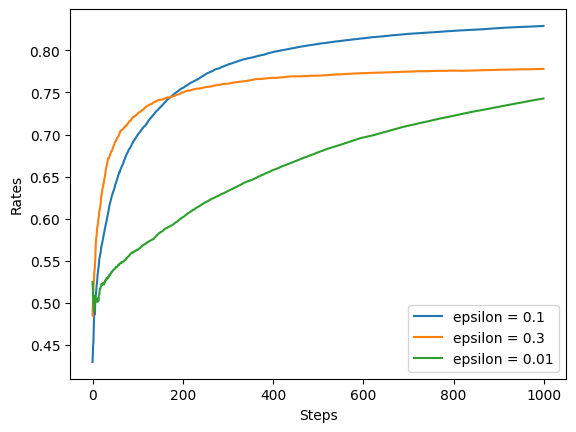 0.80
0.75
0.70
0.65
0.60
0.55
0.50
0.45
Rates
0 200 400 600 800 1000
Steps
epsilon = 0.1
epsilon = 0.3
epsilon = 0.01